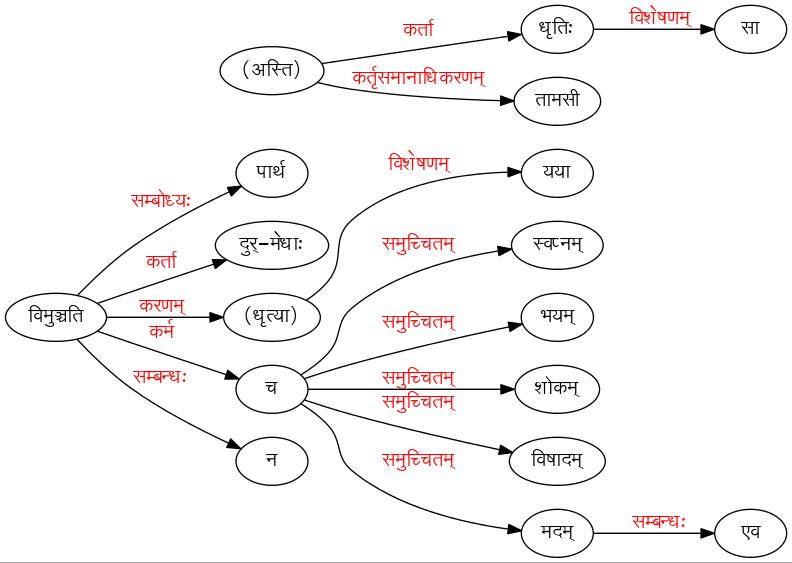 कर्ता
धृतिः
विशेषणम्
सा
(अस्ति)
कर्तृसमानाधिकरणम्
तामसी
पार्थ
सम्बोध्यः
विशेषणम्
यया
दुर्-मेधाः
कर्ता
समुच्चितम्
स्वप्नम्
विमुञ्चति
करणम्
(धृत्या)
समुच्चितम्
भयम्
कर्म
च
समुच्चितम्
शोकम्
सम्बन्धः
न
समुच्चितम्
विषादम्
समुच्चितम्
मदम्
सम्बन्धः
एव